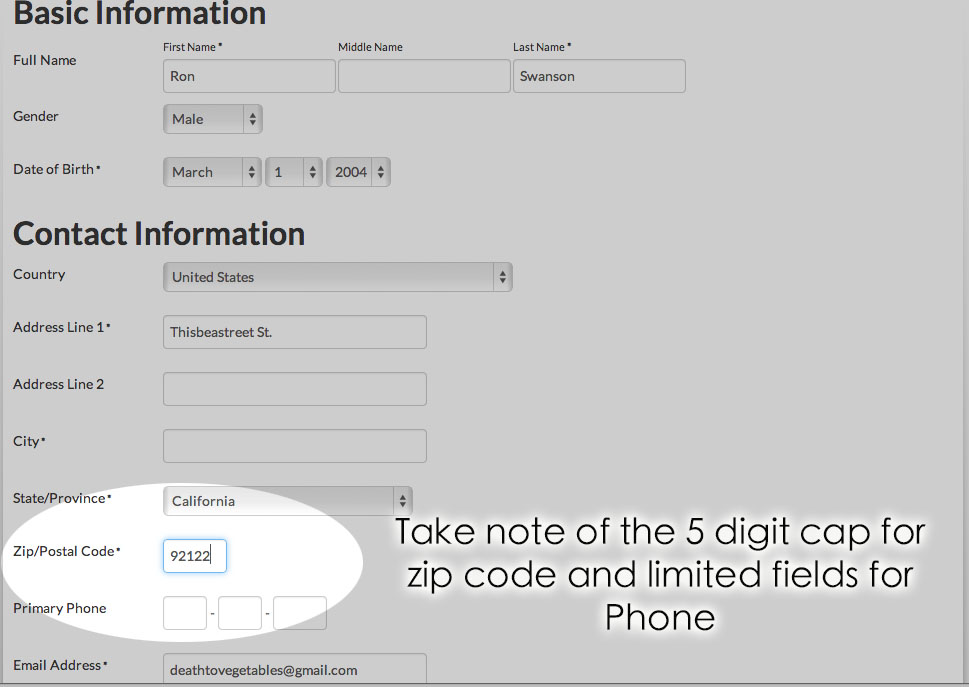 Basic Information
First Name * Middle Name Last Name *
Full Name Ron Swanson
Gender Male
Date of Birth * March 1 2004
Contact Information
Country United States
Address Line 1 * Thisbeastreet St.
Address Line 2
City *
State/Province * California
Zip/Postal Code * 92122
Primary Phone - -
Email Address * deathtovegetables@gmail.com
Take note of the 5 digit cap for
zip code and limited fields for
Phone